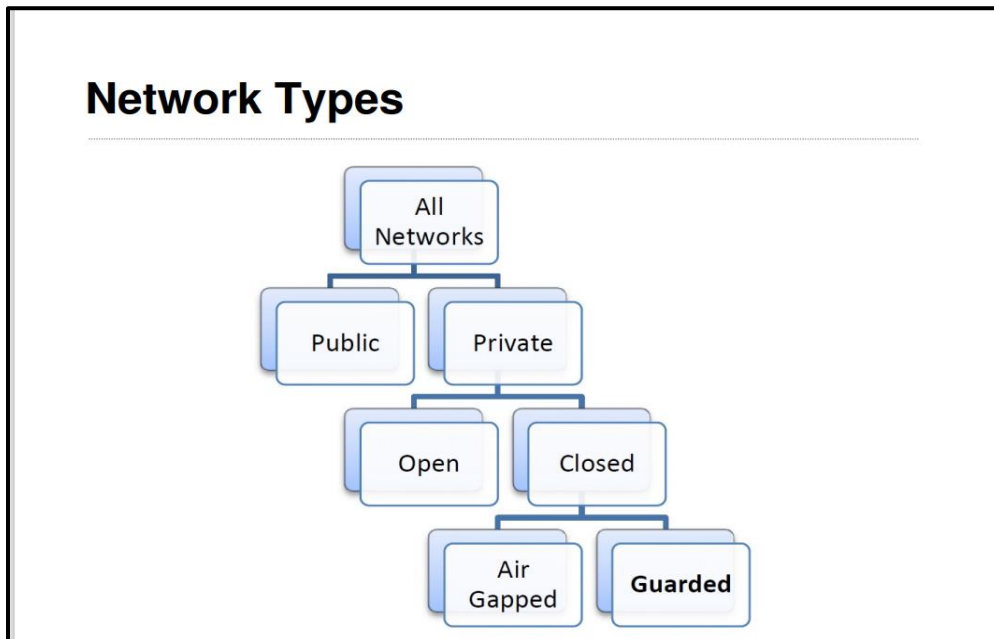 Network Types
All
Networks
Public
Private
Open
Closed
Air
Gapped
Guarded